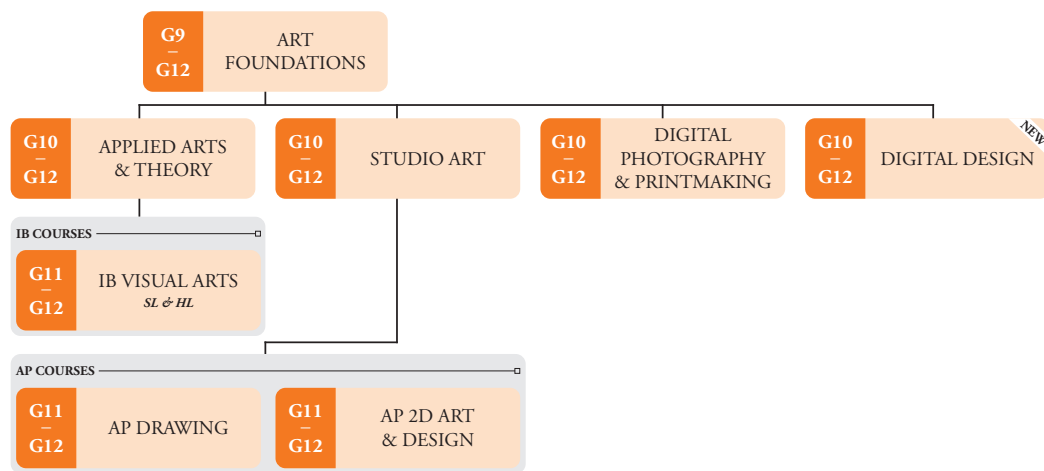 G9
–
G12
ART
FOUNDATIONS
G10
–
G12
APPLIED ARTS
& THEORY
G10
–
G12
STUDIO ART
G10
–
G12
DIGITAL
PHOTOGRAPHY
& PRINTMAKING
G10
–
G12
DIGITAL DESIGN
NEW
IB COURSES
G11
–
G12
IB VISUAL ARTS
SL & HL
AP COURSES
G11
–
G12
AP DRAWING
G11
–
G12
AP 2D ART
& DESIGN